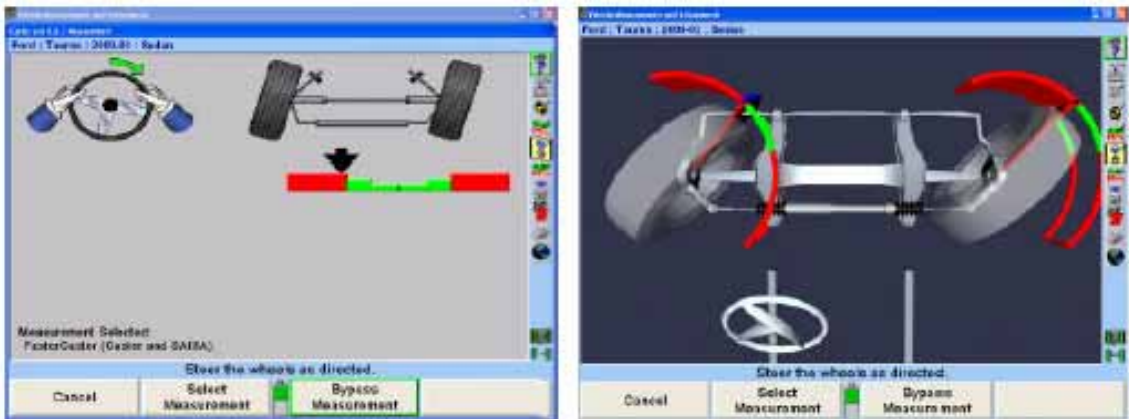 Ford : Taurus : 2000-01 : Sedan
Measurement Selected:
FasterCaster (Caster and SAI/IA)
Steer the wheels as directed.
Cancel
Select
Measurement
Bypass
Measurement
Ford : Taurus : 2000-01 : Sedan
Steer the wheels as directed.
Cancel
Select
Measurement
Bypass
Measurement